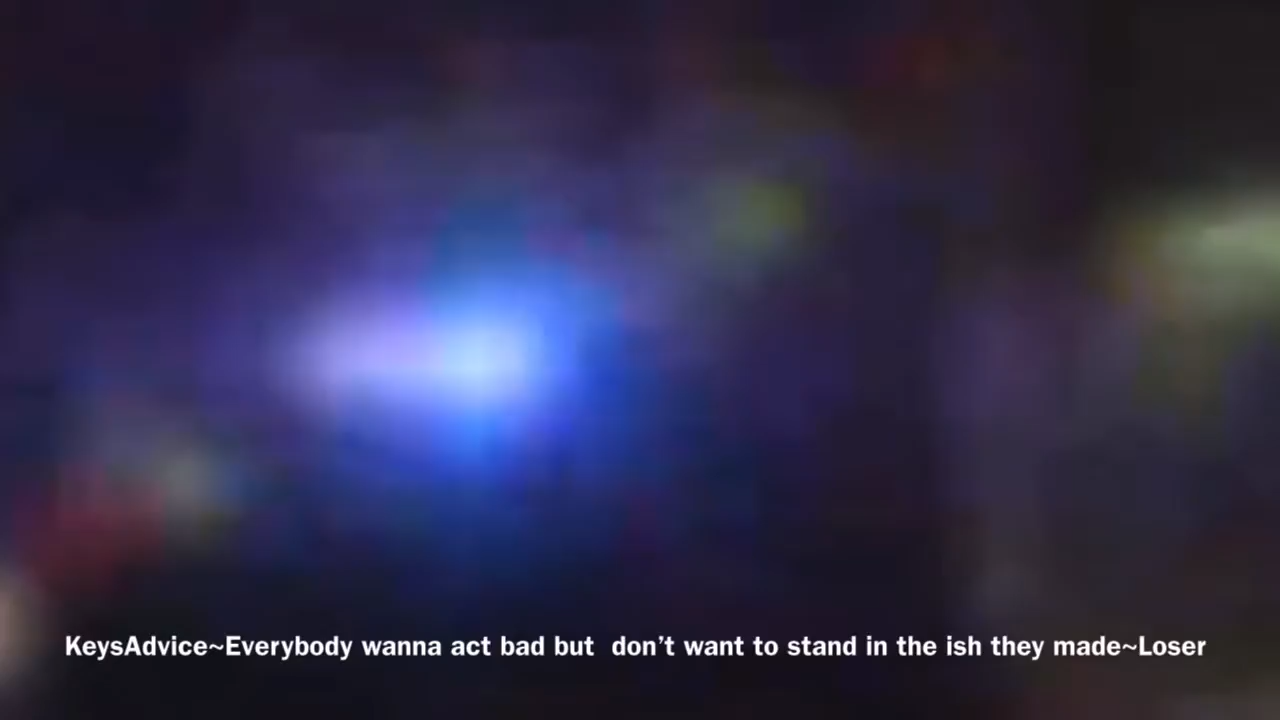 KeysAdvice~Everybody wanna act bad but  don’t want to stand in the ish they made~Loser